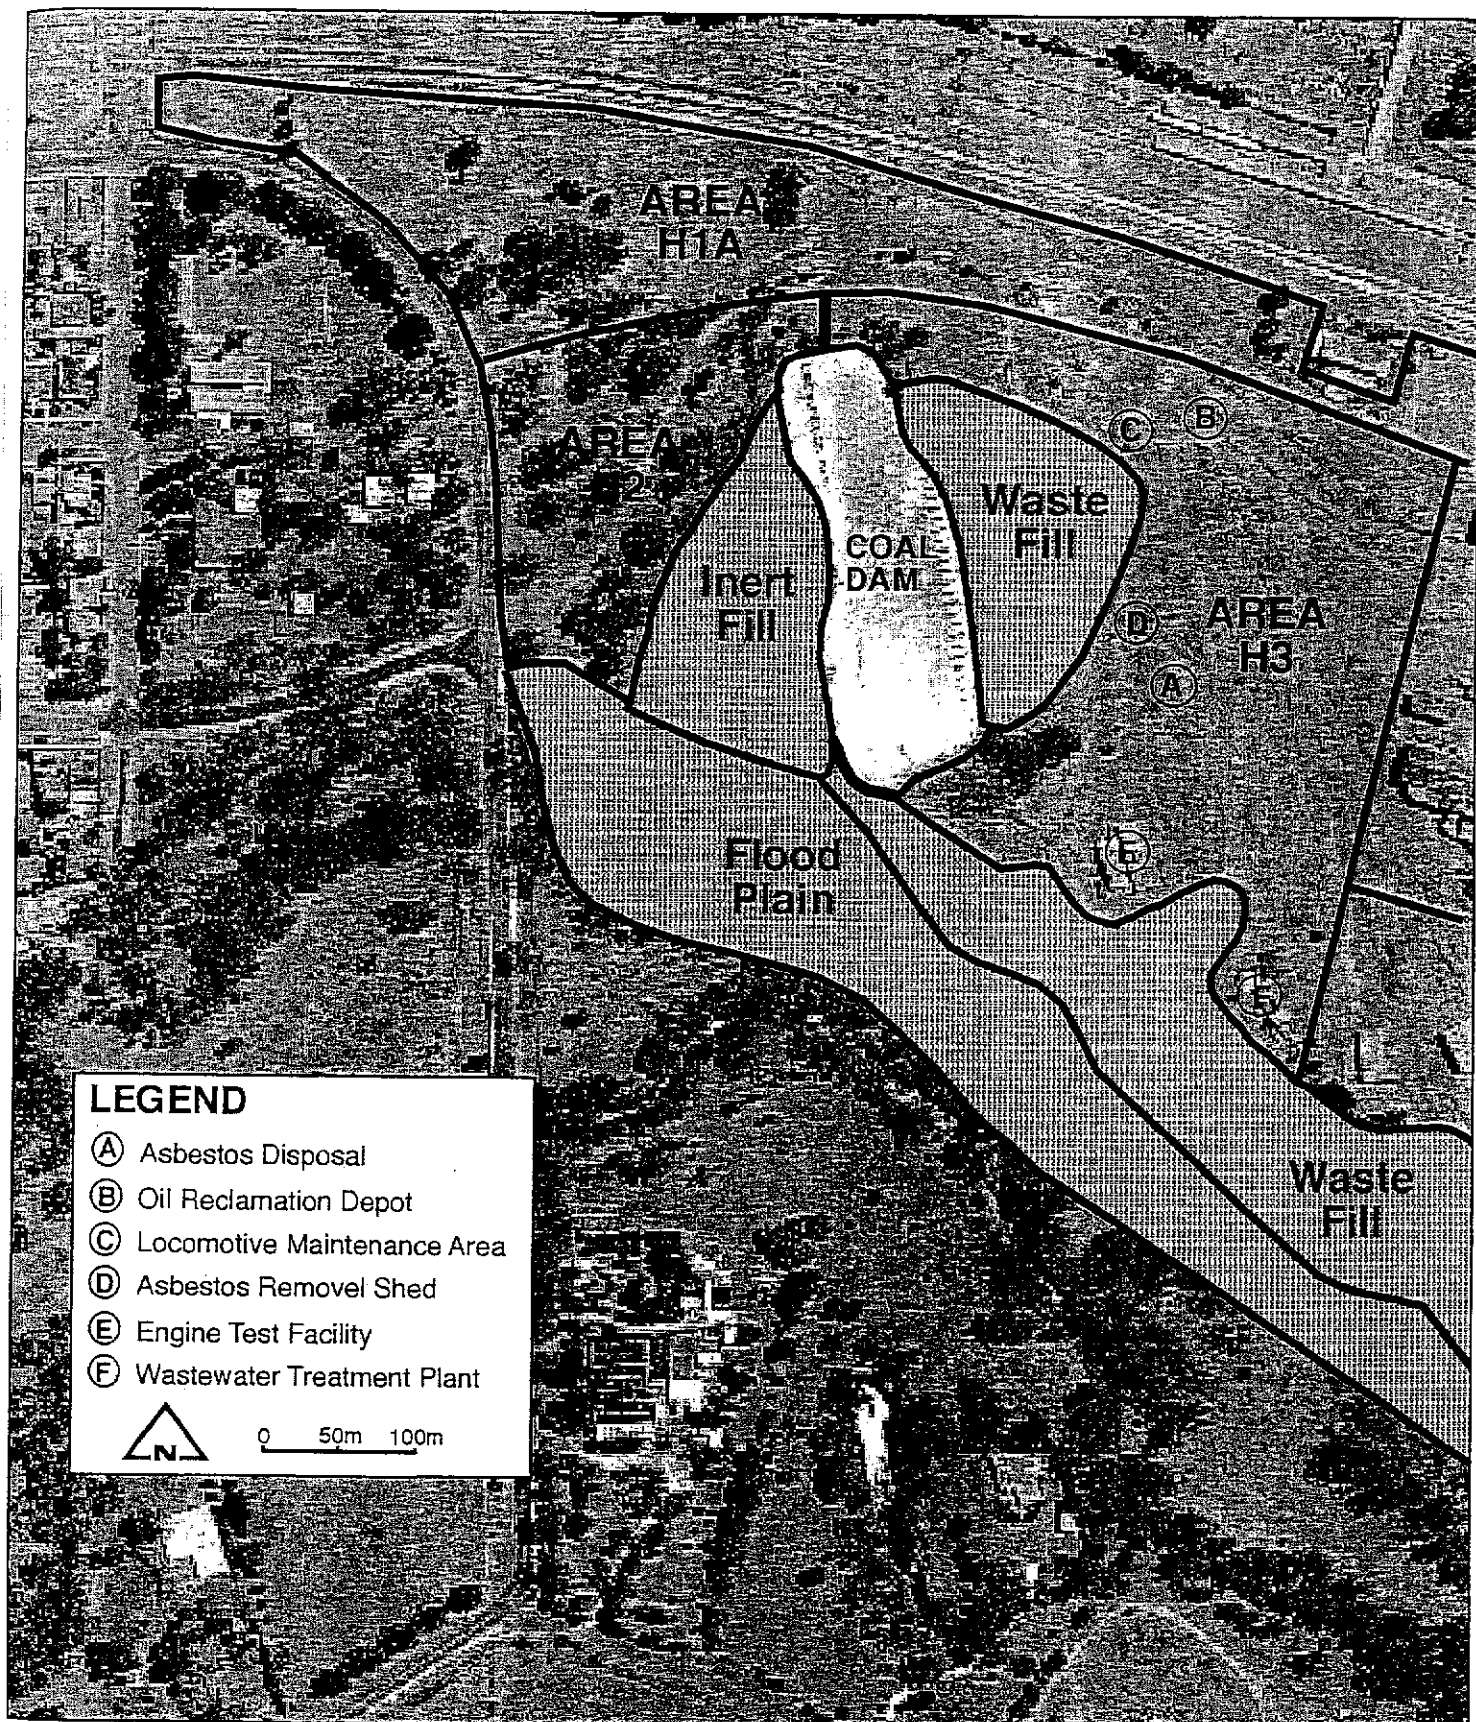 AREA
H1A
C
B
AREA
2
Waste
Fill
COAL
DAM
Inert
Fill
D
AREA
H3
A
E
Flood
Plain
F
LEGEND
A Asbestos Disposal
B Oil Reclamation Depot
C Locomotive Maintenance Area
D Asbestos Removel Shed
E Engine Test Facility
F Wastewater Treatment Plant
Waste
Fill
N
0 50m 100m